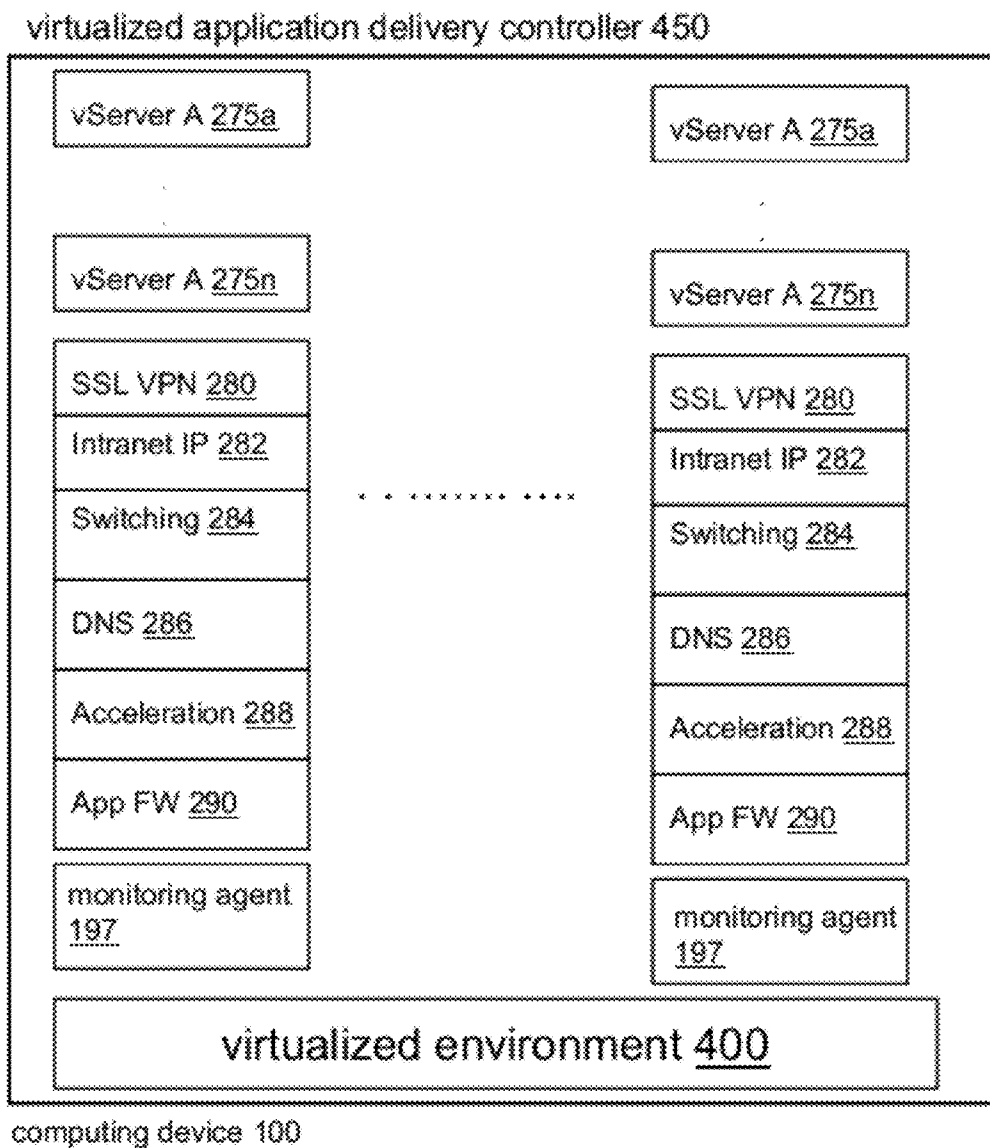 virtualized application delivery controller 450
vServer A 275a
vServer A 275n
SSL VPN 280
Intranet IP 282
Switching 284
DNS 286
Acceleration 288
App FW 290
monitoring agent
197
vServer A 275a
vServer A 275n
SSL VPN 280
Intranet IP 282
Switching 284
DNS 286
Acceleration 288
App FW 290
monitoring agent
197
virtualized environment 400
computing device 100